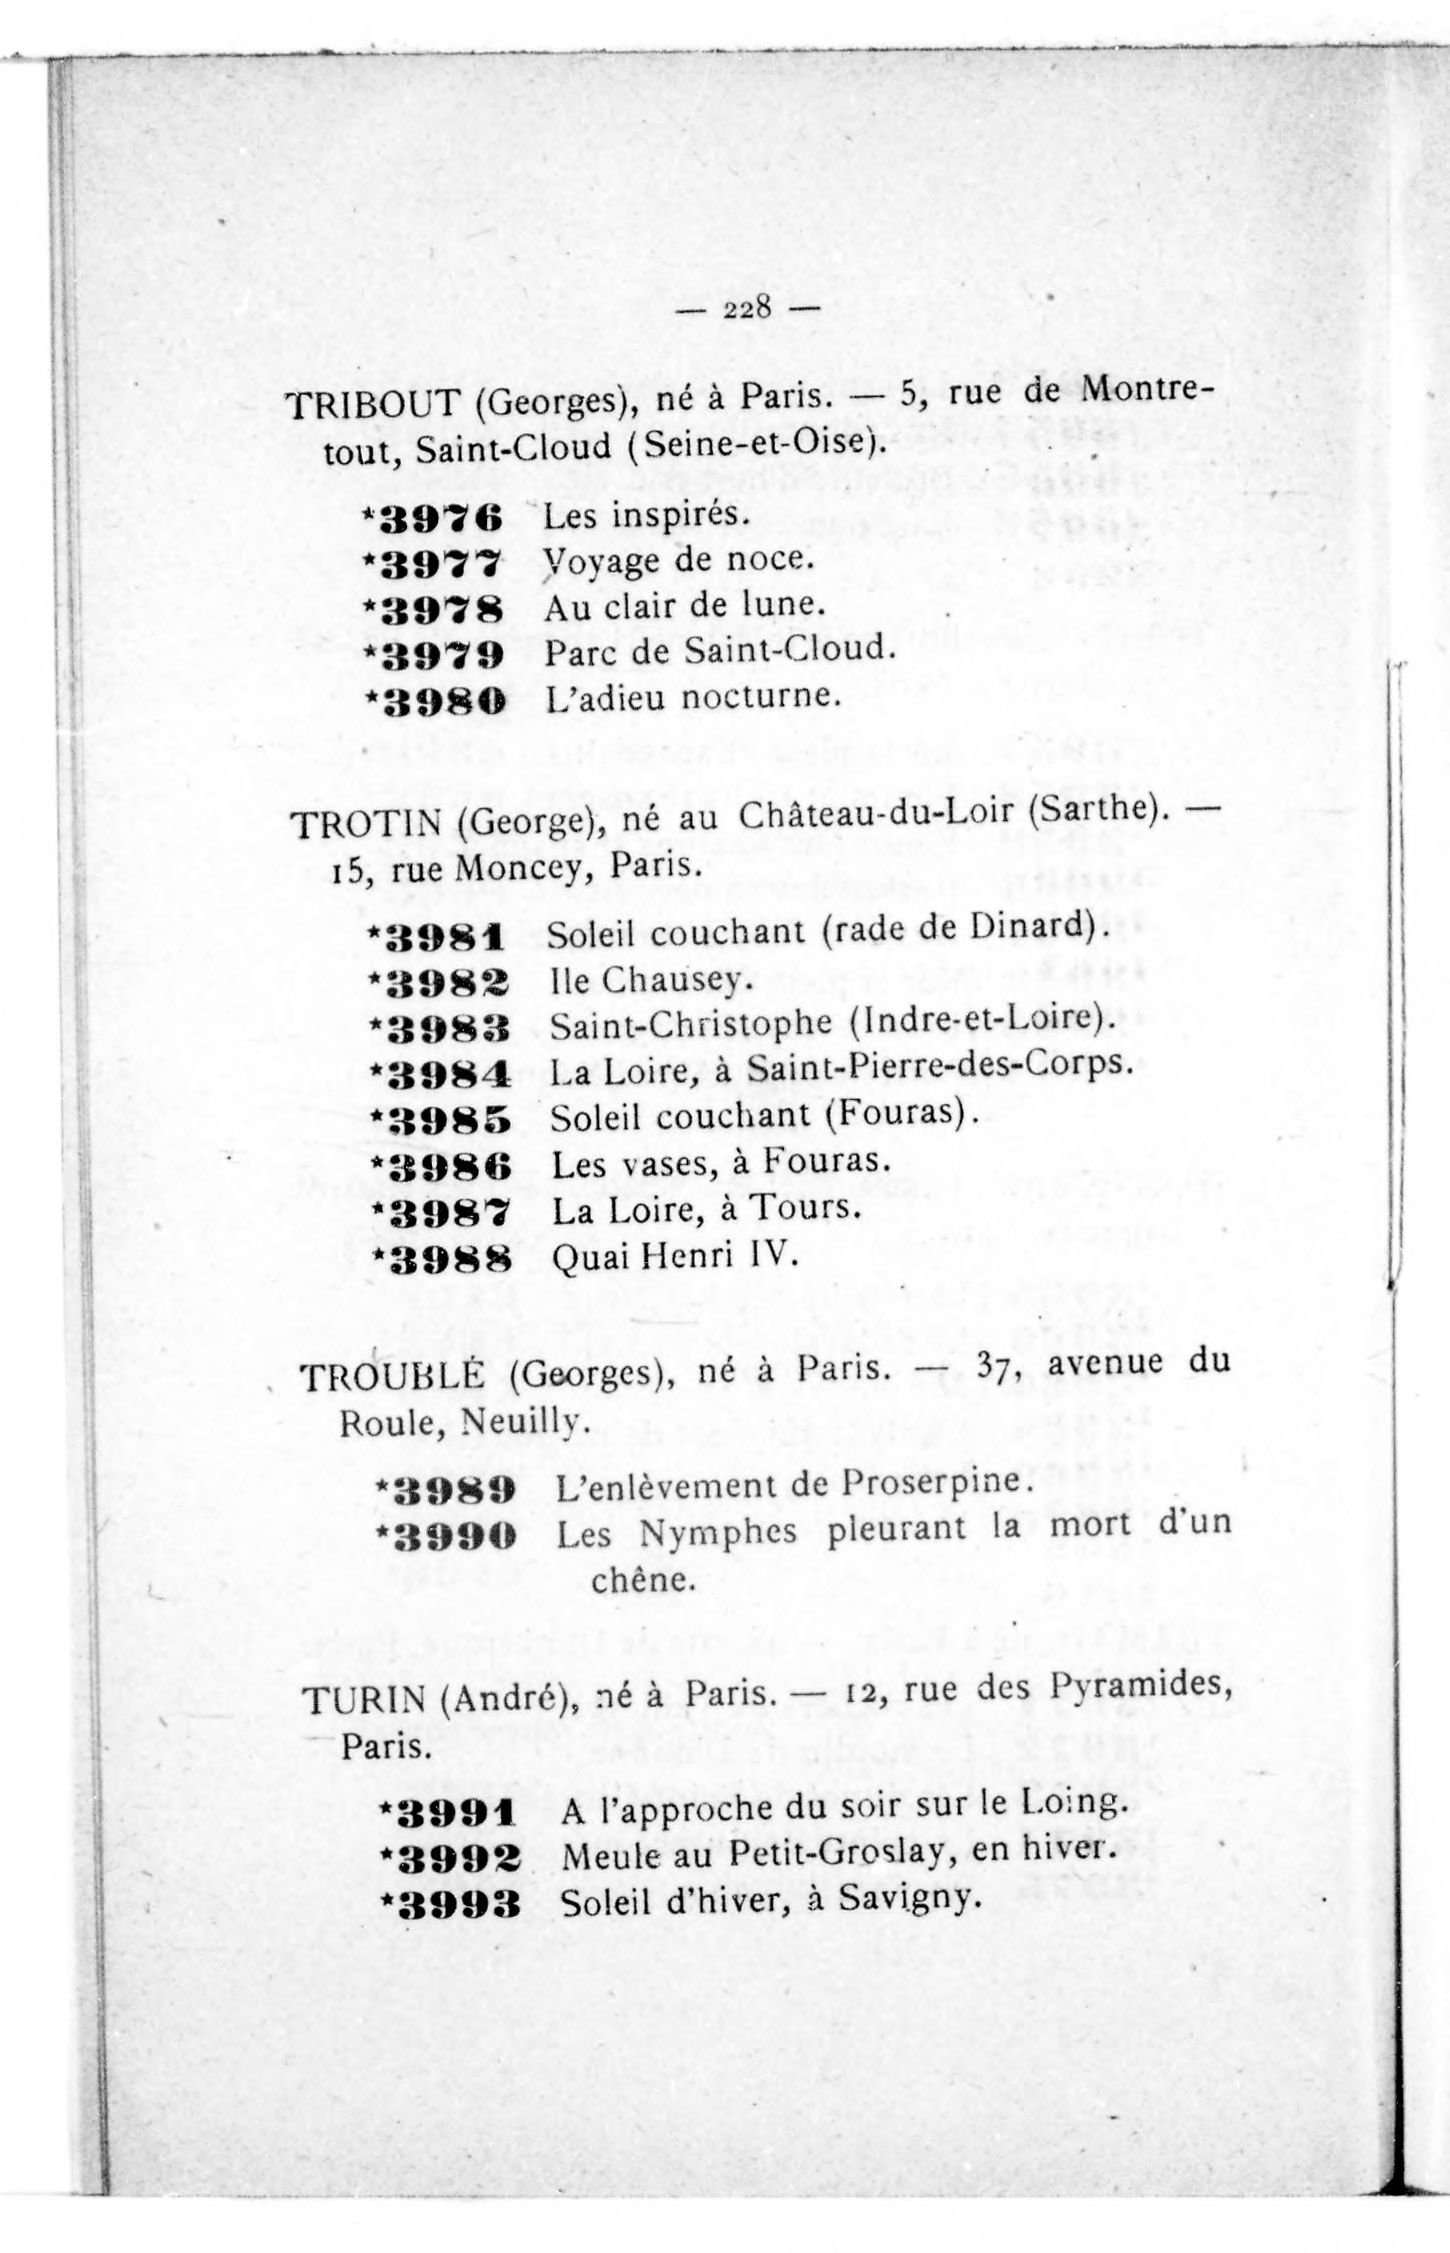 — 228 —
TRIBOUT (Georges), né à Paris. — 5, rue de Montre-
tout, Saint-Cloud (Seine-et-Oise).
*3976 Les inspirés.
*3977 Voyage de noce.
*3978 Au clair de lune.
*3979 Parc de Saint-Cloud.
*3980 L'adieu nocturne.
TROTIN (George), né au Château-du-Loir (Sarthe). —
15, rue Moncey, Paris.
*3981 Soleil couchant (rade de Dinard).
*3982 Ile Chausey.
*3983 Saint-Christophe (Indre-et-Loire).
*3984 La Loire, à Saint-Pierre-des-Corps.
*3985 Soleil couchant (Fouras).
*3986 Les vases, à Fouras.
*3987 La Loire, à Tours.
*3988 Quai Henri IV.
TROUBLÉ (Georges), né à Paris. — 37, avenue du
Roule, Neuilly.
*3989 L'enlèvement de Proserpine.
*3990 Les Nymphes pleurant la mort d'un
chêne.
TURIN (André), né à Paris. — 12, rue des Pyramides,
Paris.
*3991 A l'approche du soir sur le Loing.
*3992 Meule au Petit-Groslay, en hiver.
*3993 Soleil d'hiver, à Savigny.